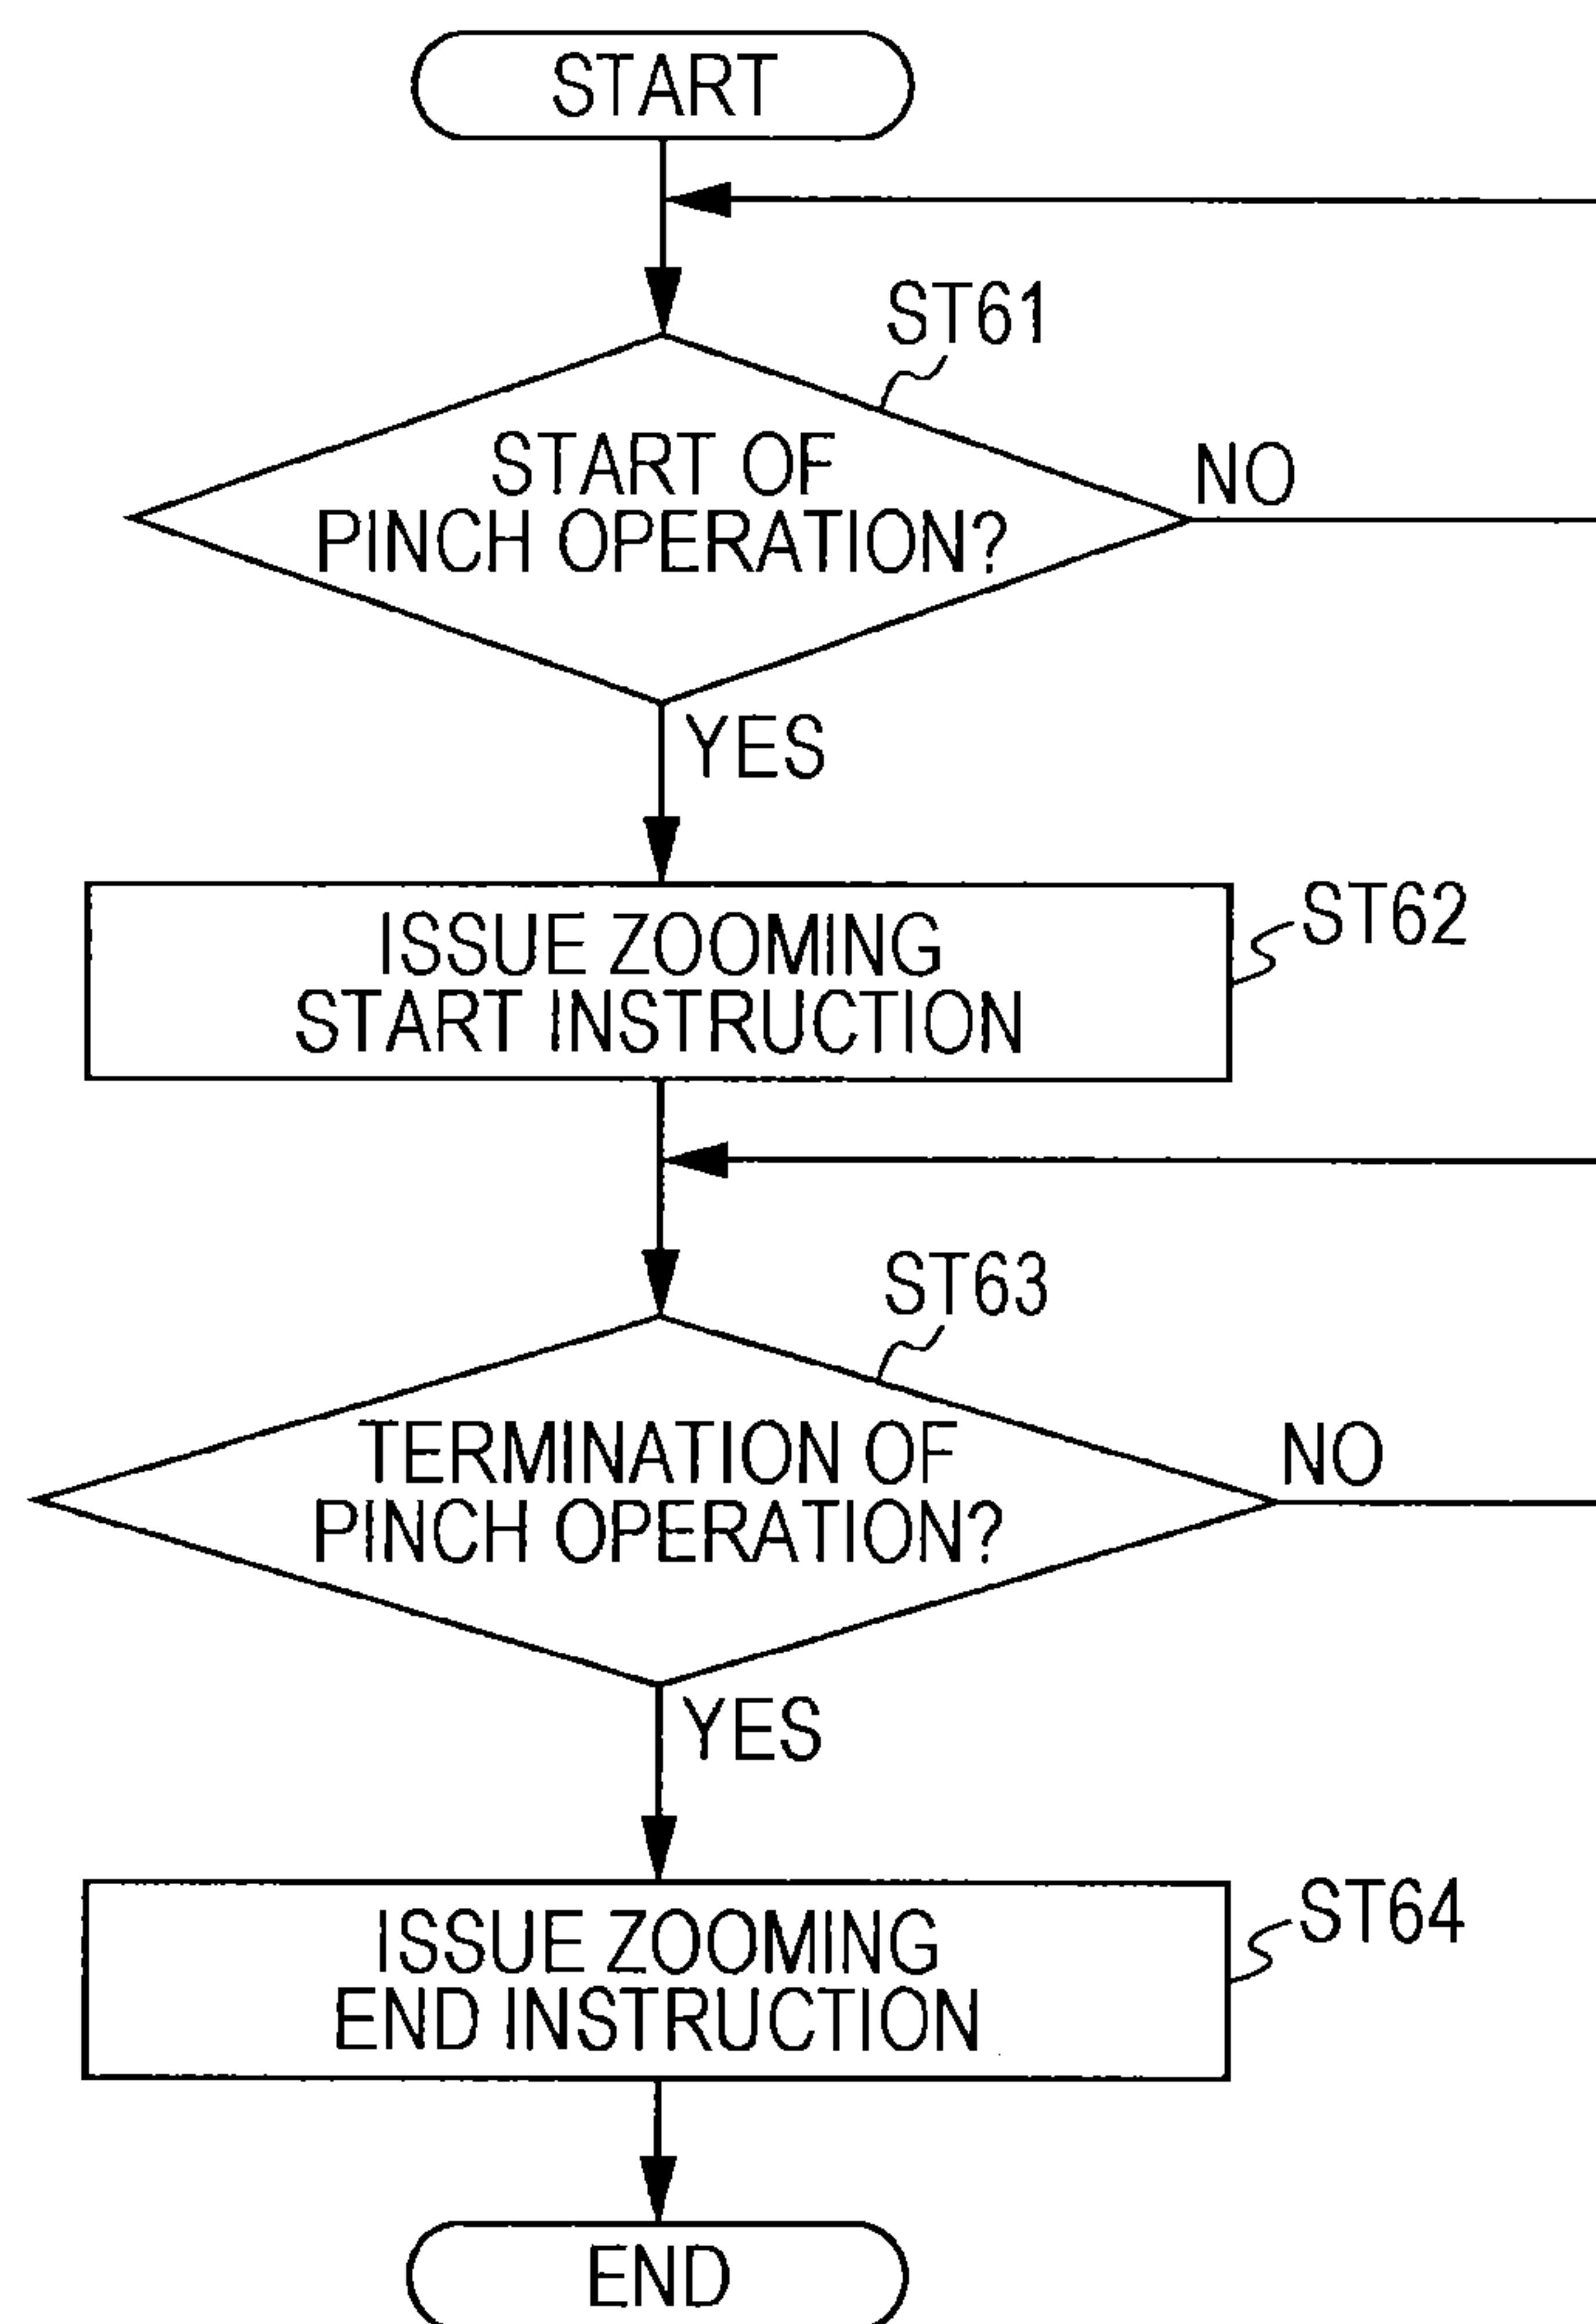 START
ST61
START OF
PINCH OPERATION?
NO
YES
ISSUE ZOOMING
START INSTRUCTION
ST62
ST63
TERMINATION OF
PINCH OPERATION?
NO
YES
ISSUE ZOOMING
END INSTRUCTION
ST64
END